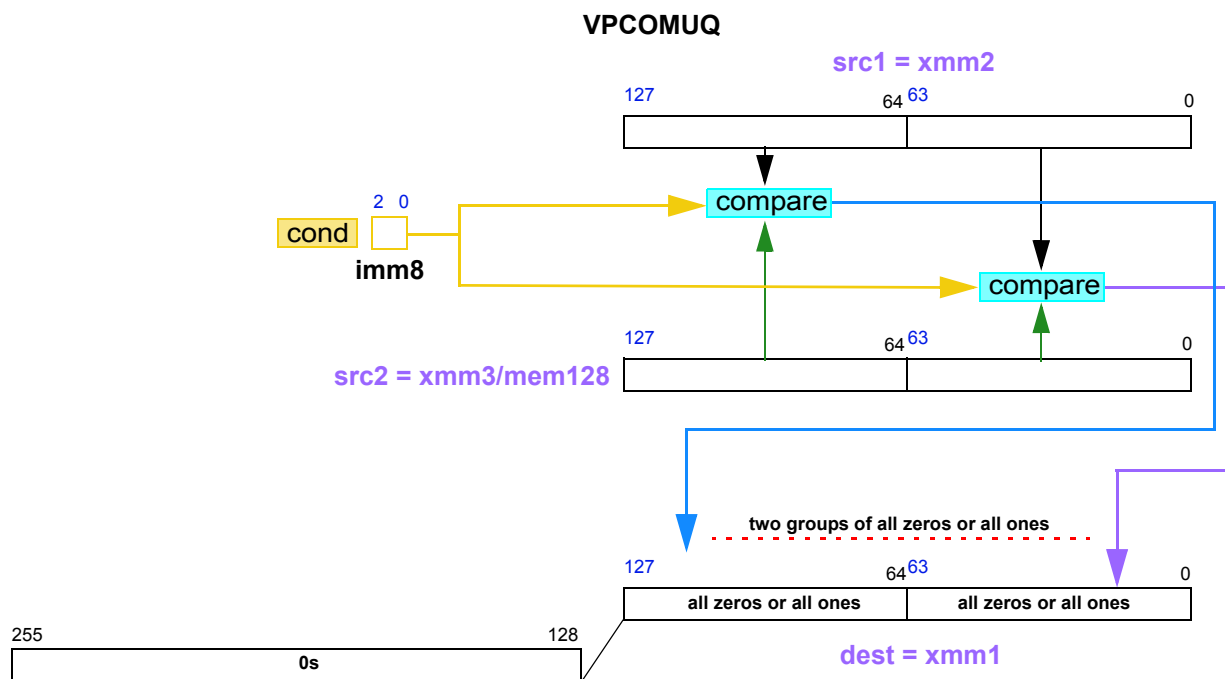 VPCOMUQ
src1 = xmm2
127 64 63 0
2 0
compare
cond
imm8
compare
127 64 63 0
src2 = xmm3/mem128
two groups of all zeros or all ones
127 64 63 0
all zeros or all ones all zeros or all ones
255 128
0s
dest = xmm1